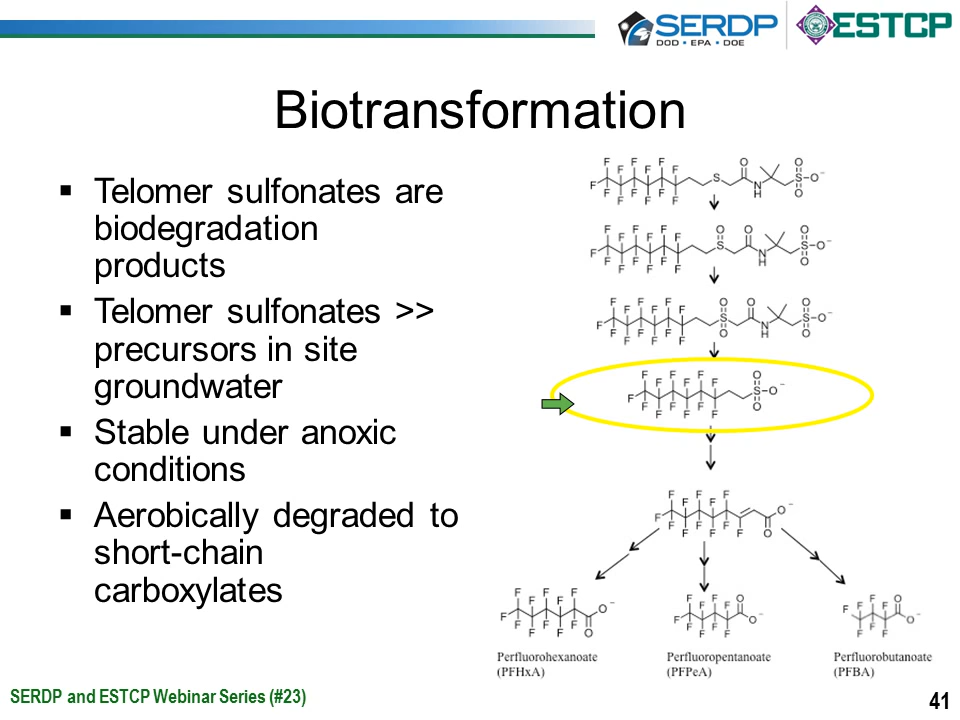 SERDP
DOD • EPA • DOE
ESTCP
Biotransformation
▪ Telomer sulfonates are
biodegradation
products
▪ Telomer sulfonates >>
precursors in site
groundwater
▪ Stable under anoxic
conditions
▪ Aerobically degraded to
short-chain
carboxylates
Perfluorohexanoate
(PFHxA)
Perfluoropentanoate
(PFPeA)
Perfluorobutanoate
(PFBA)
SERDP and ESTCP Webinar Series (#23)
41